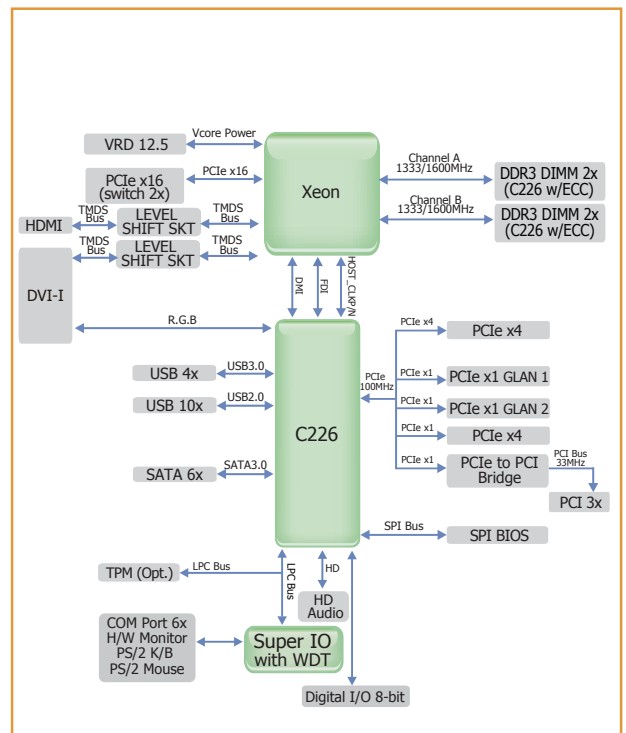 VRD 12.5
Vcore Power
PCIe x16
(switch 2x)
PCIe x16
Xeon
Channel A
1333/1600MHz
DDR3 DIMM 2x
(C226 w/ECC)
Channel B
1333/1600MHz
DDR3 DIMM 2x
(C226 w/ECC)
HDMI
TMDS
Bus
LEVEL
SHIFT SKT
TMDS
Bus
DVI-I
TMDS
Bus
LEVEL
SHIFT SKT
TMDS
Bus
DMI
FDI
HOST_CLKP/N
R.G.B
USB 4x
USB3.0
USB 10x
USB2.0
SATA 6x
SATA3.0
C226
PCIe
100MHz
PCIe x4
PCIe x4
PCIe x1
PCIe x1 GLAN 1
PCIe x1
PCIe x1 GLAN 2
PCIe x1
PCIe x4
PCIe x1
PCIe to PCI
Bridge
PCI Bus
33MHz
PCI 3x
SPI Bus
SPI BIOS
TPM (Opt.)
LPC Bus
LPC Bus
HD
HD
Audio
COM Port 6x
H/W Monitor
PS/2 K/B
PS/2 Mouse
Super IO
with WDT
Digital I/O 8-bit